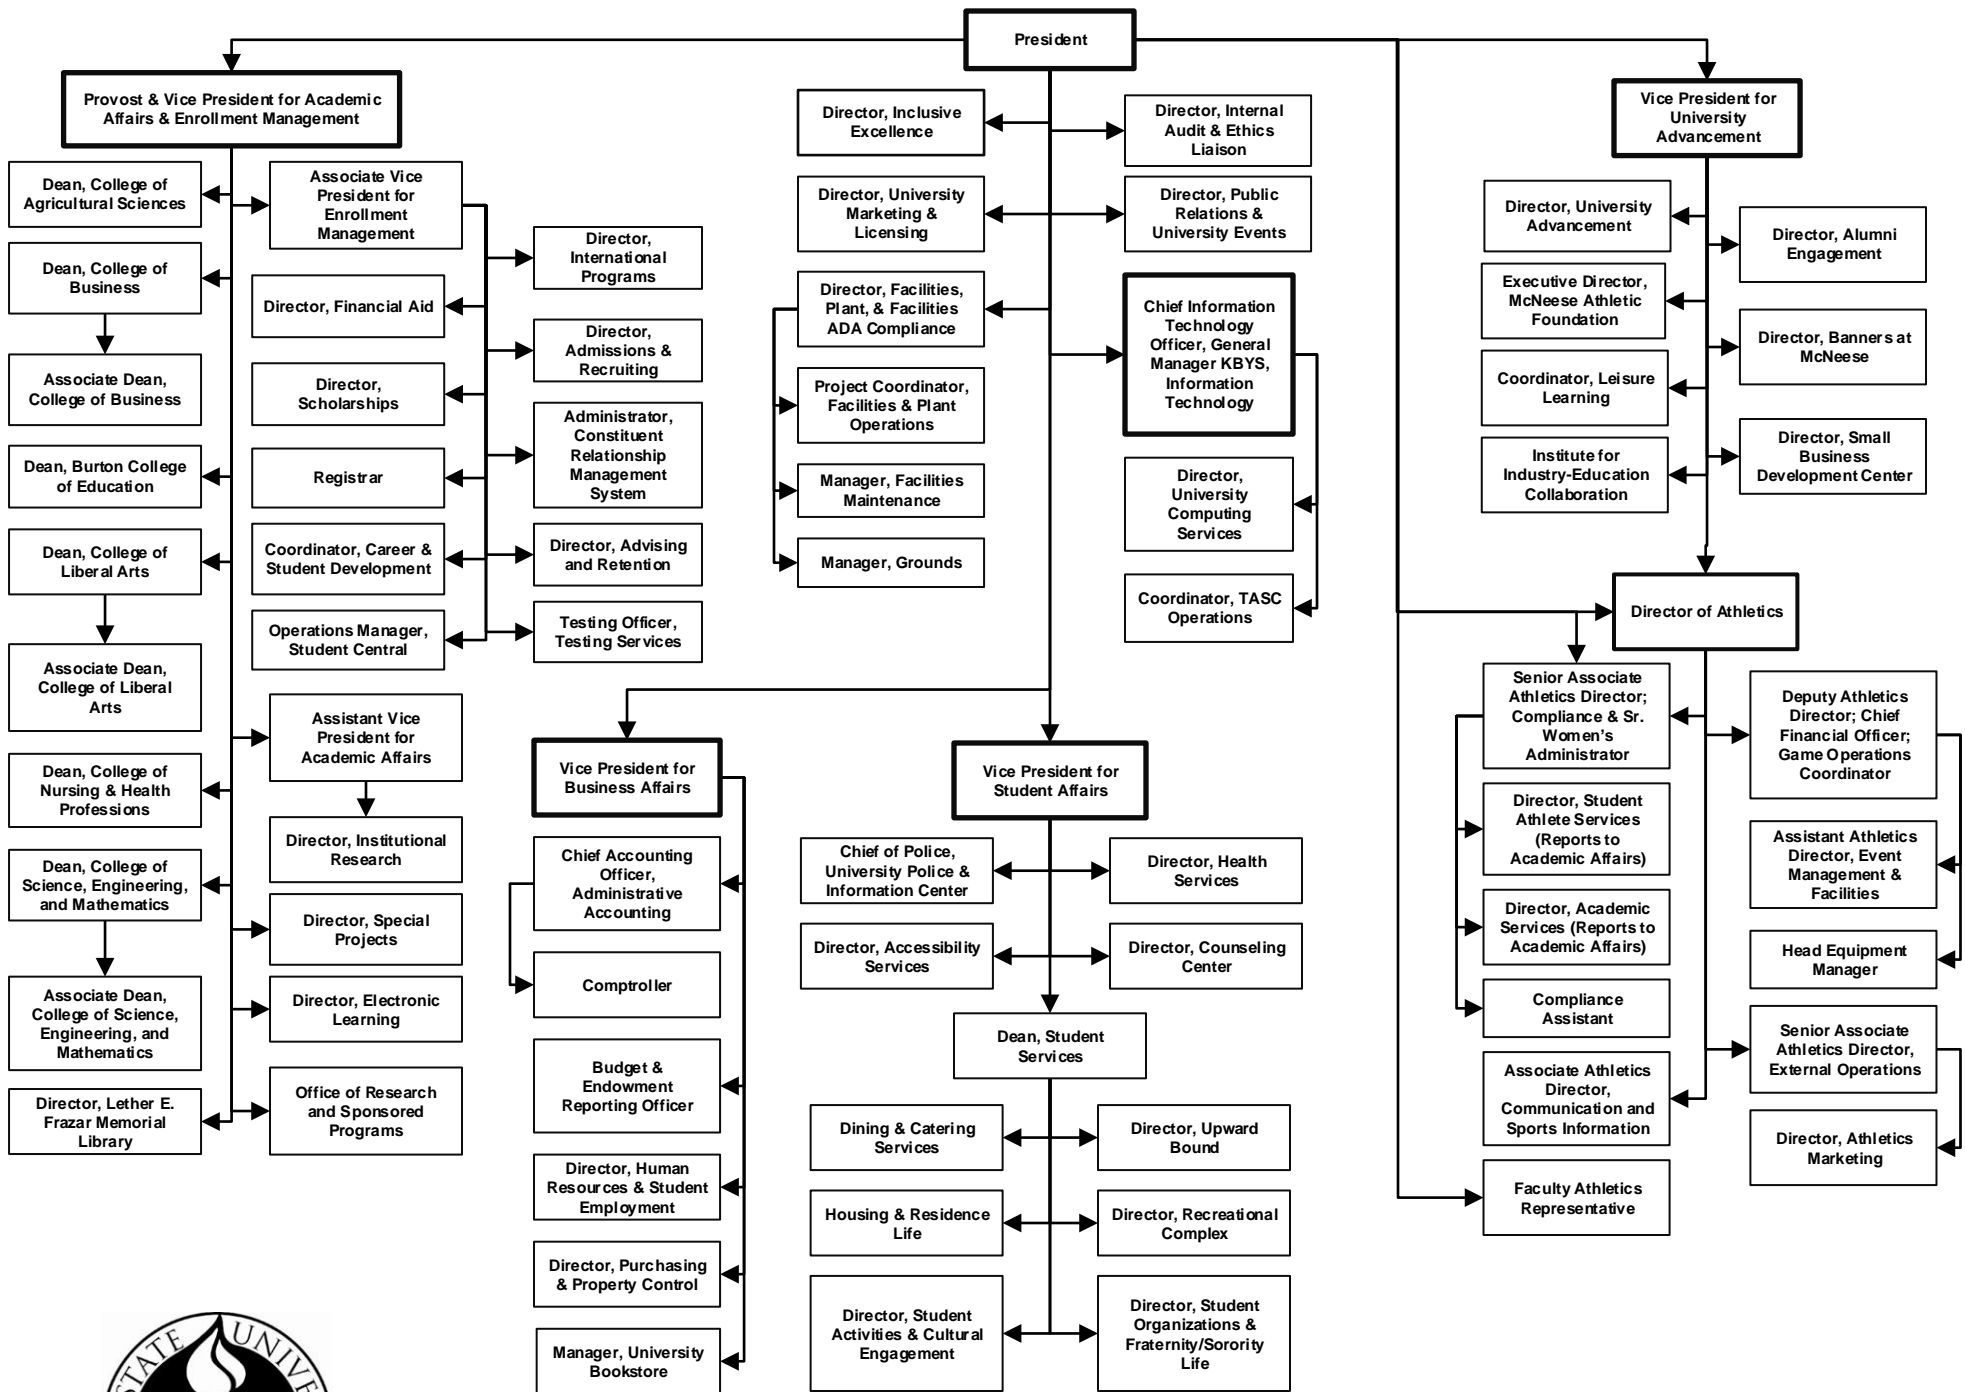 President
Provost & Vice President for Academic
Affairs & Enrollment Management
Dean, College of
Agricultural Sciences
Dean, College of
Business
Associate Dean,
College of Business
Dean, Burton College
of Education
Dean, College of
Liberal Arts
Associate Dean,
College of Liberal
Arts
Dean, College of
Nursing & Health
Professions
Dean, College of
Science, Engineering,
and Mathematics
Associate Dean,
College of Science,
Engineering, and
Mathematics
Director, Lether E.
Frazar Memorial
Library
Associate Vice
President for
Enrollment
Management
Director, Financial Aid
Director,
Scholarships
Registrar
Coordinator, Career &
Student Development
Operations Manager,
Student Central
Director,
International
Programs
Director,
Admissions &
Recruiting
Administrator,
Constituent
Relationship
Management
System
Director, Advising
and Retention
Testing Officer,
Testing Services
Assistant Vice
President for
Academic Affairs
Director, Institutional
Research
Director, Special
Projects
Director, Electronic
Learning
Office of Research
and Sponsored
Programs
Director, Inclusive
Excellence
Director, University
Marketing &
Licensing
Director, Facilities,
Plant, & Facilities
ADA Compliance
Project Coordinator,
Facilities & Plant
Operations
Manager, Facilities
Maintenance
Manager, Grounds
Director, Internal
Audit & Ethics
Liaison
Director, Public
Relations &
University Events
Chief Information
Technology
Officer, General
Manager KBYS,
Information
Technology
Director,
University
Computing
Services
Coordinator, TASC
Operations
Vice President for
Business Affairs
Chief Accounting
Officer,
Administrative
Accounting
Comptroller
Budget &
Endowment
Reporting Officer
Director, Human
Resources & Student
Employment
Director, Purchasing
& Property Control
Manager, University
Bookstore
Vice President for
Student Affairs
Chief of Police,
University Police &
Information Center
Director, Health
Services
Director, Accessibility
Services
Director, Counseling
Center
Dean, Student
Services
Dining & Catering
Services
Director, Upward
Bound
Housing & Residence
Life
Director, Recreational
Complex
Director, Student
Activities & Cultural
Engagement
Director, Student
Organizations &
Fraternity/Sorority
Life
Vice President for
University
Advancement
Director, University
Advancement
Director, Alumni
Engagement
Executive Director,
McNeese Athletic
Foundation
Director, Banners at
McNeese
Coordinator, Leisure
Learning
Director, Small
Business
Development Center
Institute for
Industry-Education
Collaboration
Director of Athletics
Senior Associate
Athletics Director;
Compliance & Sr.
Women's
Administrator
Director, Student
Athlete Services
(Reports to
Academic Affairs)
Director, Academic
Services (Reports to
Academic Affairs)
Compliance
Assistant
Associate Athletics
Director,
Communication and
Sports Information
Faculty Athletics
Representative
Deputy Athletics
Director; Chief
Financial Officer;
Game Operations
Coordinator
Assistant Athletics
Director, Event
Management &
Facilities
Head Equipment
Manager
Senior Associate
Athletics Director,
External Operations
Director, Athletics
Marketing
STATE UNIVER